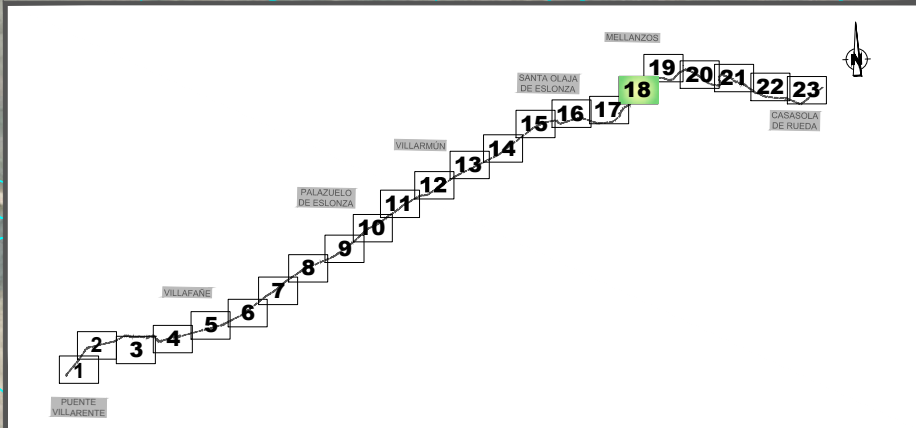 MELLANZOS
N
19
20
21
22
23
18
SANTA OLAJA
DE ESLONZA
17
16
15
CASASOLA
DE RUEDA
VILLARMÚN
14
13
12
PALAZUELO
DE ESLONZA
11
10
9
8
7
VILLAFAÑE
6
5
4
3
2
1
PUENTE
VILLARENTE